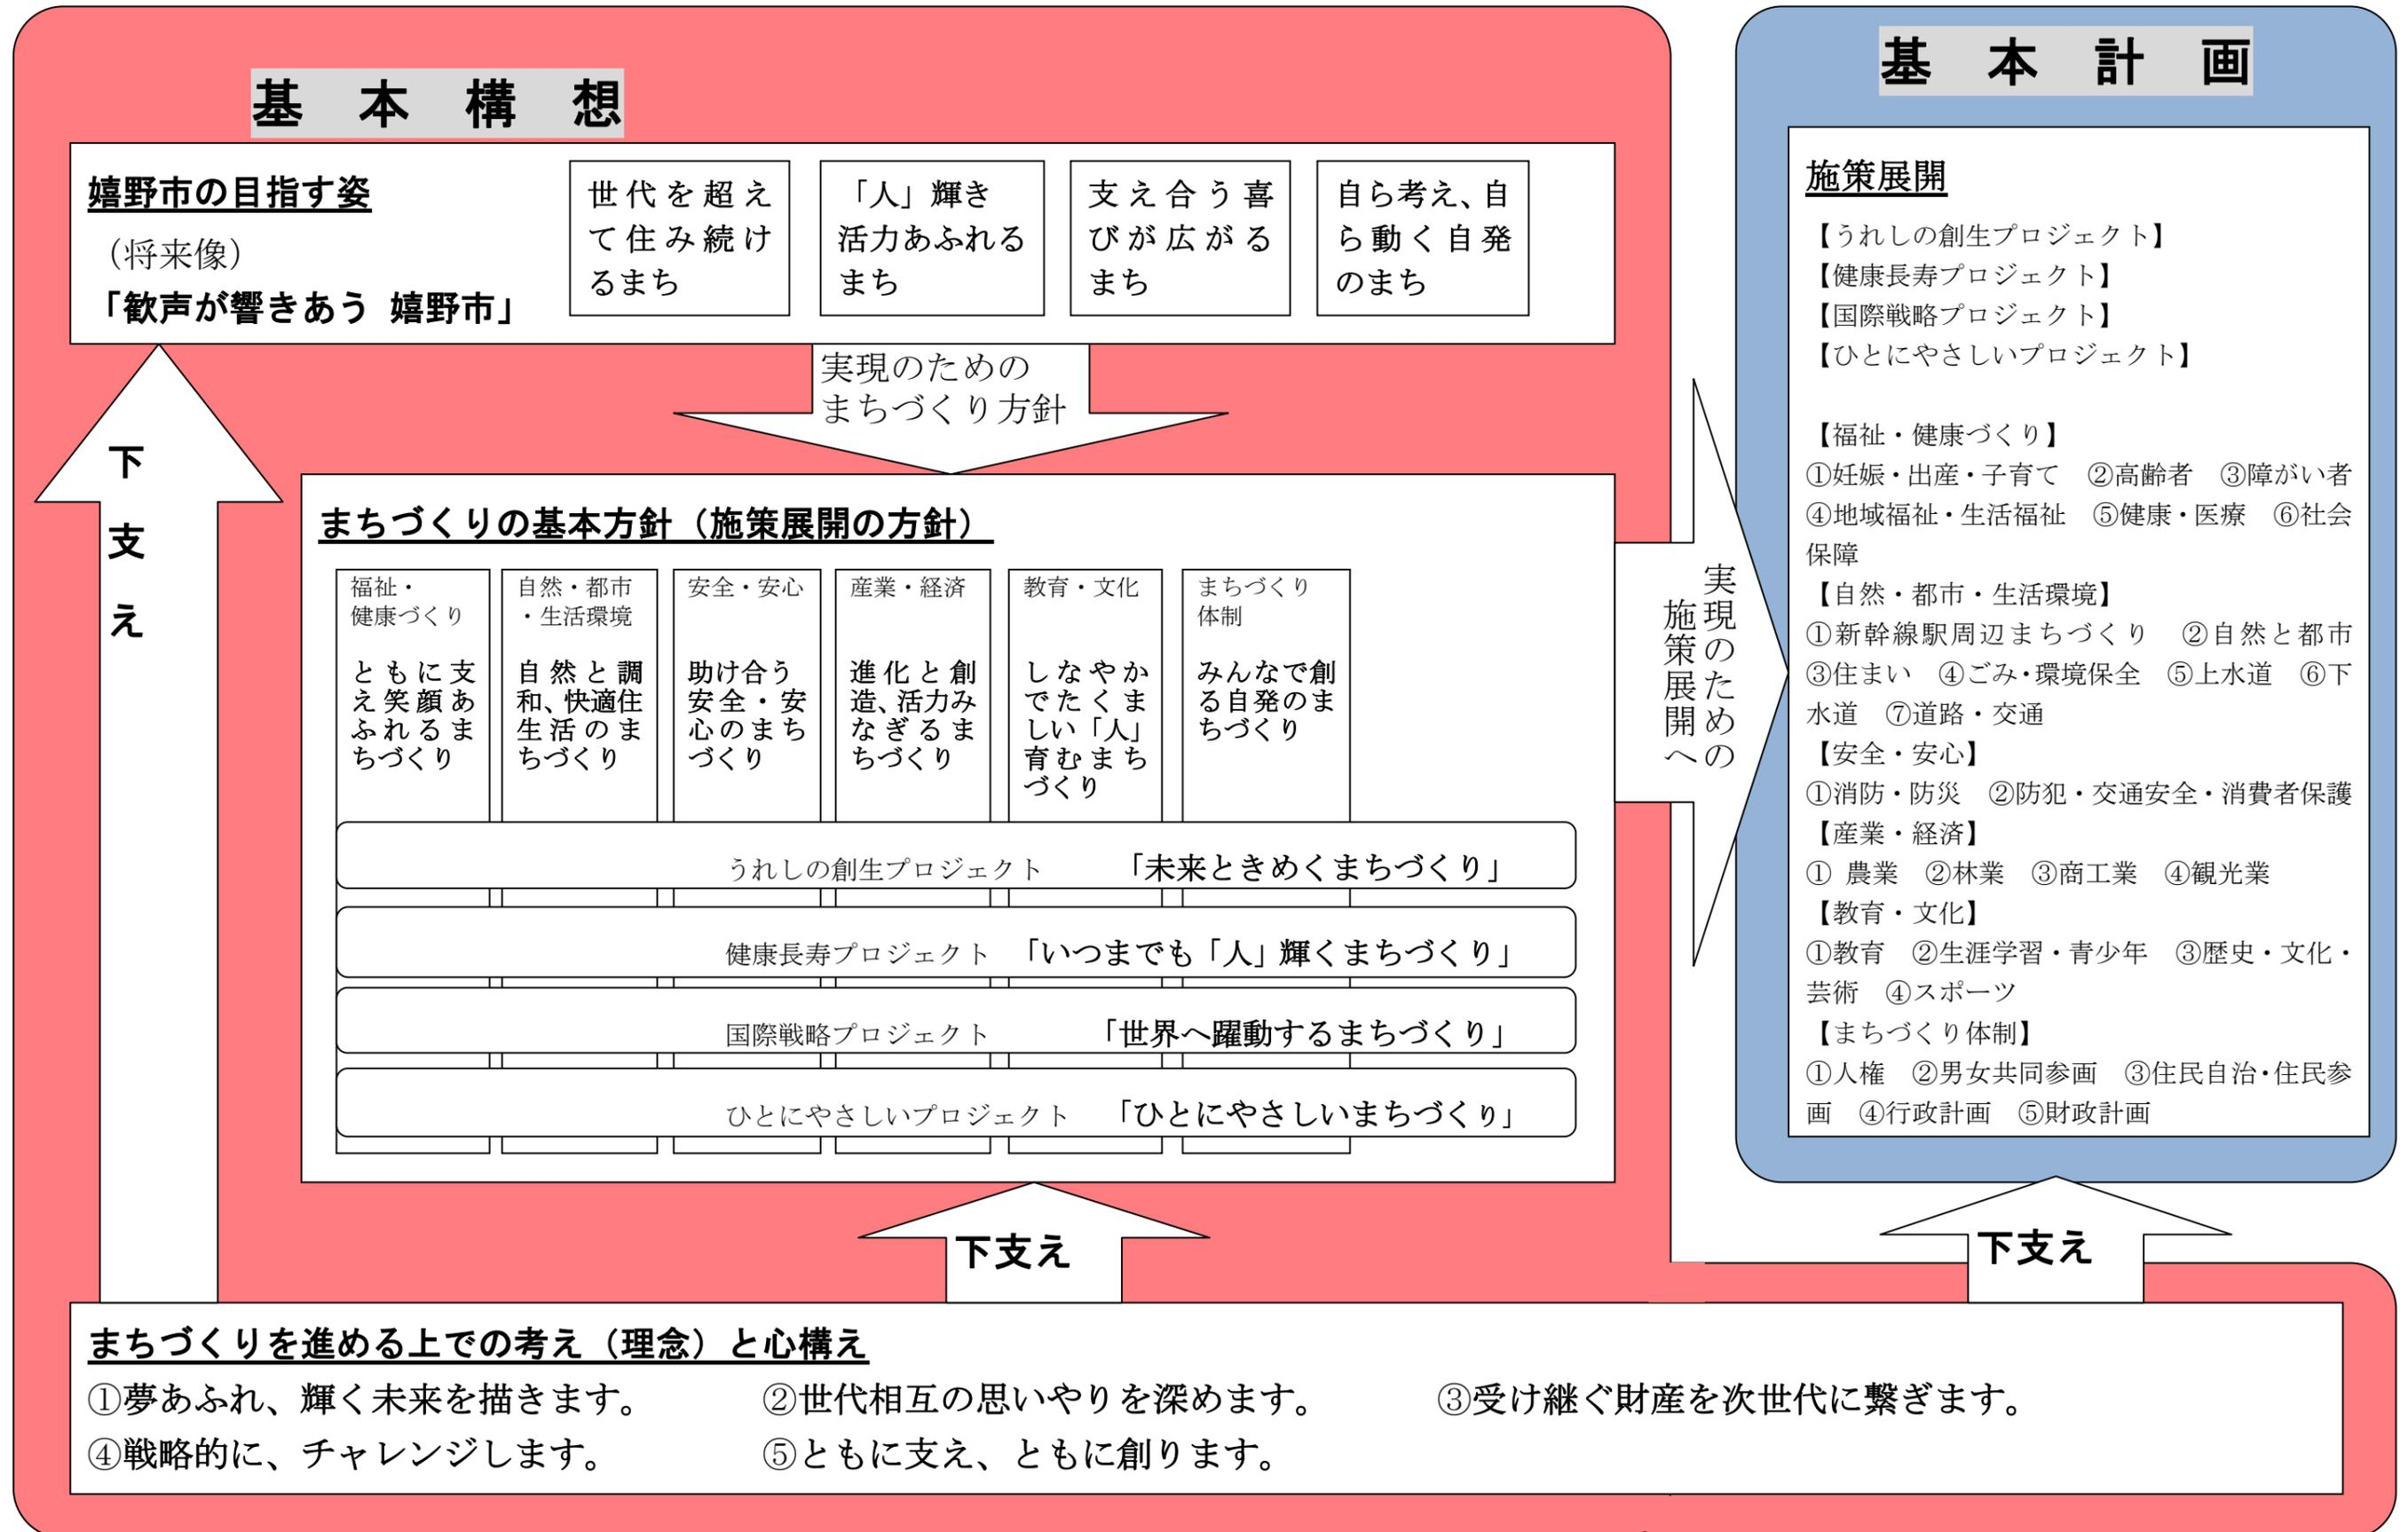 基　本　構　想
嬉野市の目指す姿
（将来像）
「歓声が響きあう 嬉野市」
世代を超え
て住み続け
るまち
「人」輝き
活力あふれる
まち
支え合う喜
びが広がる
まち
自ら考え、自
ら動く自発
のまち
実現のための
まちづくり方針
下
支
え
まちづくりの基本方針（施策展開の方針）
福祉・
健康づくり
ともに支
え笑顔あ
ふれるま
ちづくり
自然・都市
・生活環境
自然と調
和、快適住
生活のま
ちづくり
安全・安心
助け合う
安全・安
心のまち
づくり
産業・経済
進化と創
造、活力み
なぎるま
ちづくり
教育・文化
しなやか
でたくま
しい「人」
育むまち
づくり
まちづくり
体制
みんなで創
る自発のま
ちづくり
うれしの創生プロジェクト　「未来ときめくまちづくり」
健康長寿プロジェクト　「いつまでも「人」輝くまちづくり」
国際戦略プロジェクト　「世界へ躍動するまちづくり」
ひとにやさしいプロジェクト　「ひとにやさしいまちづくり」
実現のための
施策展開へ
基　本　計　画
施策展開
【うれしの創生プロジェクト】
【健康長寿プロジェクト】
【国際戦略プロジェクト】
【ひとにやさしいプロジェクト】
【福祉・健康づくり】
①妊娠・出産・子育て　②高齢者　③障がい者
④地域福祉・生活福祉　⑤健康・医療　⑥社会
保障
【自然・都市・生活環境】
①新幹線駅周辺まちづくり　②自然と都市
③住まい　④ごみ・環境保全　⑤上水道　⑥下
水道　⑦道路・交通
【安全・安心】
①消防・防災　②防犯・交通安全・消費者保護
【産業・経済】
① 農業　②林業　③商工業　④観光業
【教育・文化】
①教育　②生涯学習・青少年　③歴史・文化・
芸術　④スポーツ
【まちづくり体制】
①人権　②男女共同参画　③住民自治・住民参
画　④行政計画　⑤財政計画
下支え
下支え
まちづくりを進める上での考え（理念）と心構え
①夢あふれ、輝く未来を描きます。　②世代相互の思いやりを深めます。　③受け継ぐ財産を次世代に繋ぎます。
④戦略的に、チャレンジします。　⑤ともに支え、ともに創ります。